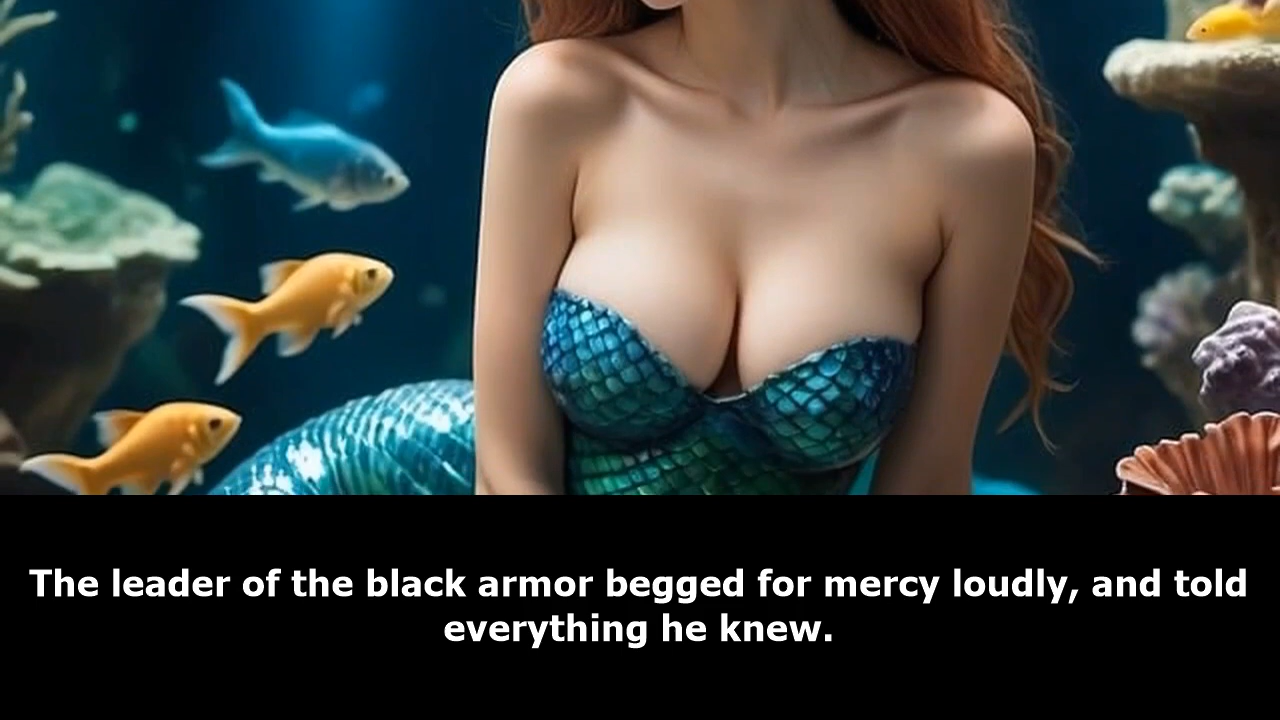 The leader of the black armor begged for mercy loudly, and told
everything he knew.